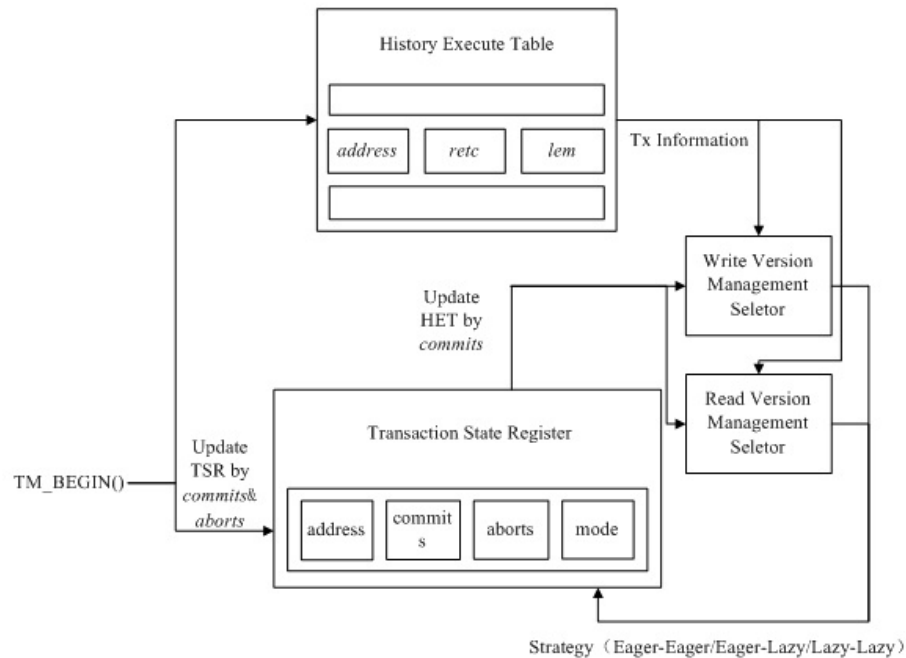 History Execute Table
address
retc
lem
Tx Information
Write Version
Management
Seletor
Update
HET by
commits
Read Version
Management
Seletor
Transaction State Register
Update
TSR by
commits&
aborts
TM_BEGIN()
address
commit
s
aborts
mode
Strategy（Eager-Eager/Eager-Lazy/Lazy-Lazy）